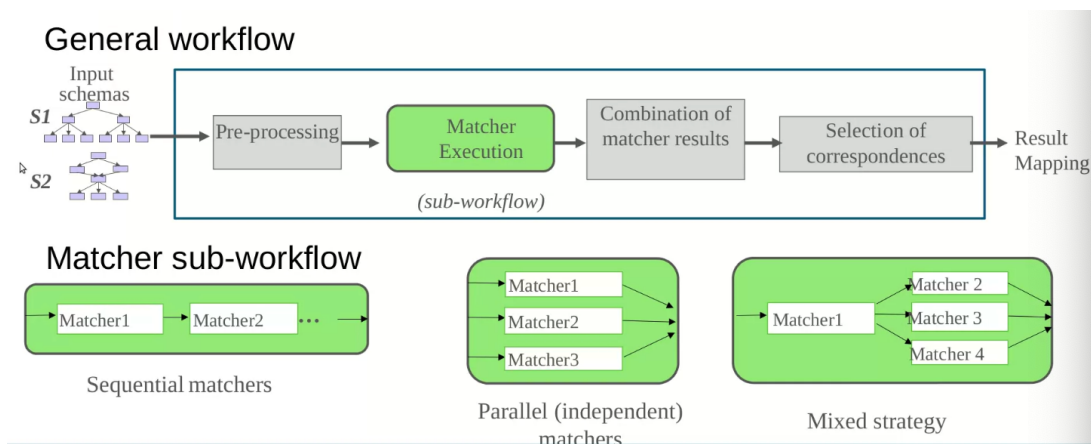 General workflow
Input
schemas
S1
S2
Pre-processing
Matcher
Execution
(sub-workflow)
Combination of
matcher results
Selection of
correspondences
Result
Mapping
Matcher sub-workflow
Matcher1
Matcher2
...
Sequential matchers
Matcher1
Matcher2
Matcher3
Parallel (independent)
matchers
Matcher1
Matcher 2
Matcher 3
Matcher 4
Mixed strategy